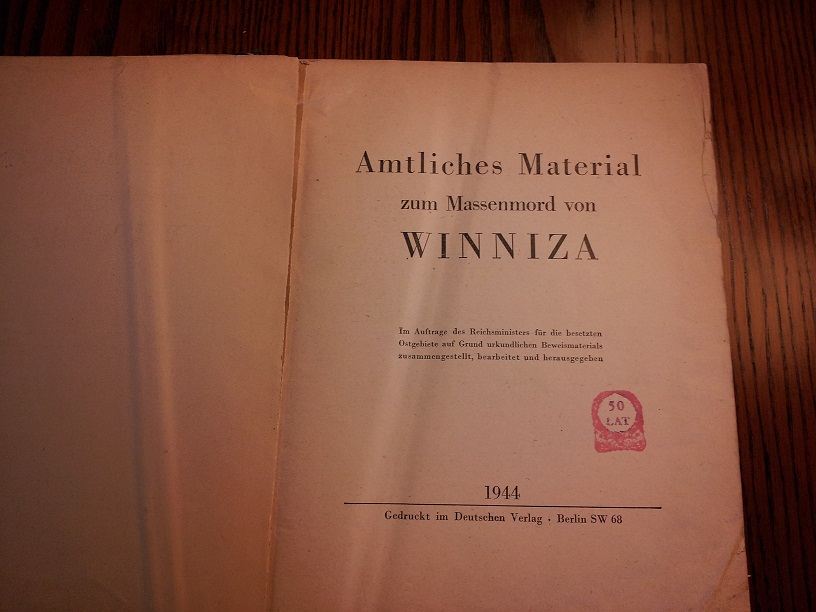 Amtliches Material
zum Massenmord von
WINNIZA
Im Auftrage des Reichsministers für die besetzten
Ostgebiete auf Grund urkundlichen Beweismaterials
zusammengestellt, bearbeitet und herausgegeben
50
LAT
1944
Gedruckt im Deutschen Verlag · Berlin SW 68